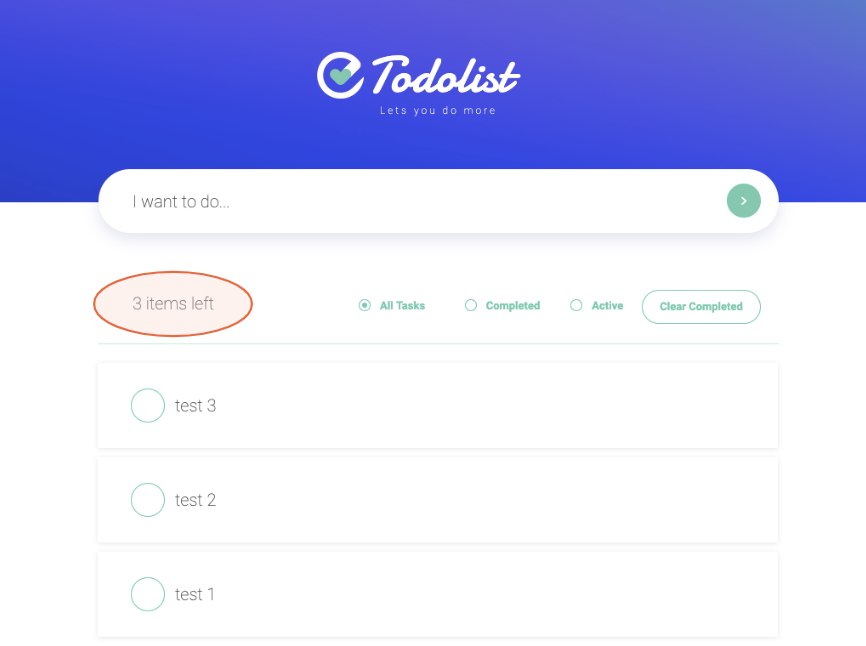 Todolist
Lets you do more
I want to do...
3 items left
All Tasks
Completed
Active
Clear Completed
test 3
test 2
test 1